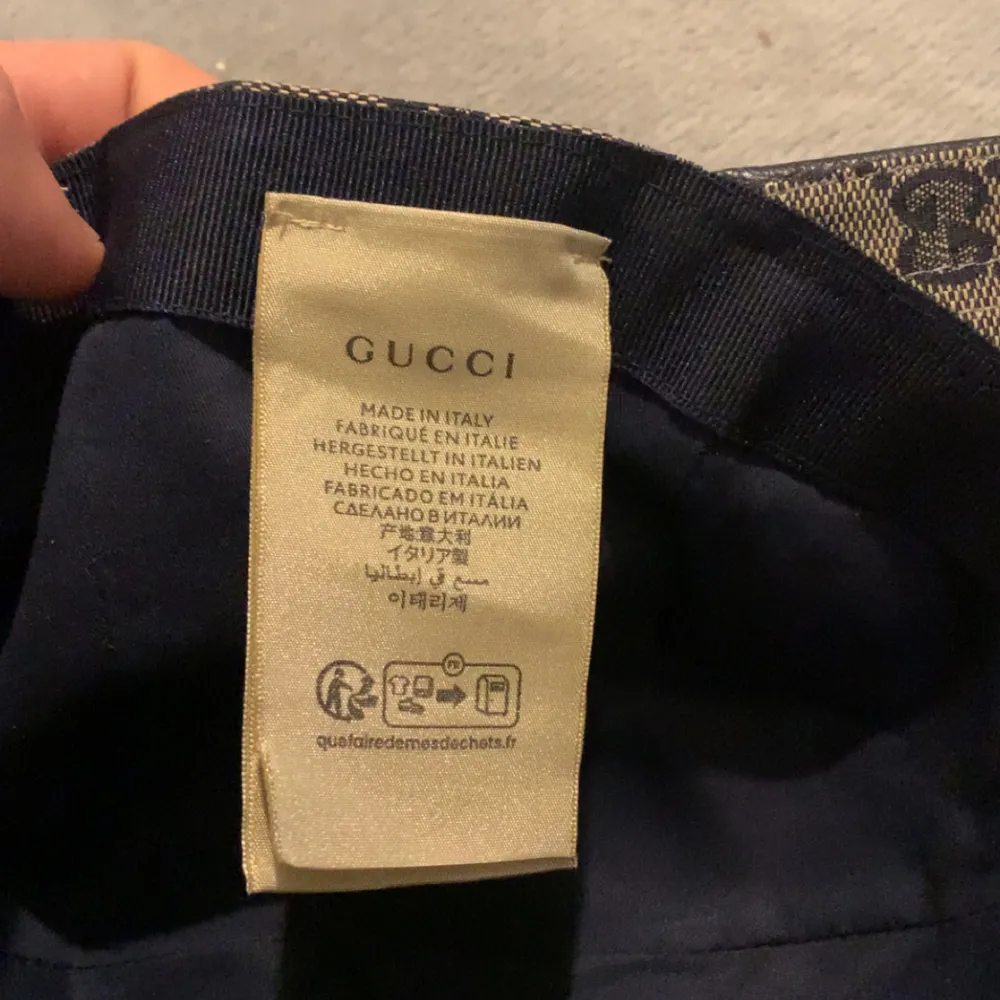 GUCCI
MADE IN ITALY
FABRIQUÉ EN ITALIE
HERGESTELLT IN ITALIEN
HECHO EN ITALIA
FABRICADO EM ITÁLIA
СДЕЛАНО В ИТАЛИИ
产地意大利
イタリア製
صنع في إيطاليا
이태리제
FR
quefairedemesdechets.fr